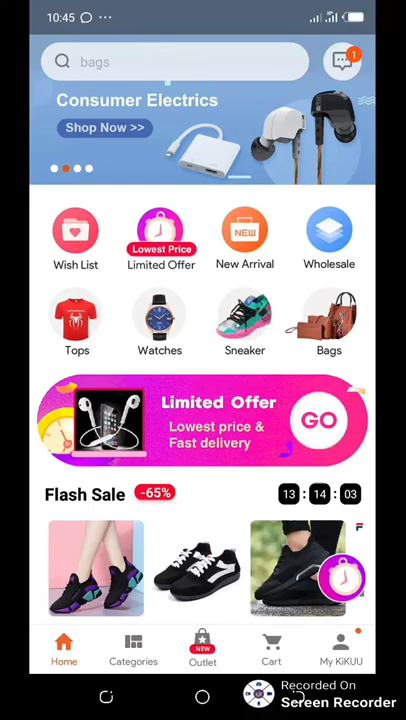 10:45
bags
1
Consumer Electrics
Shop Now >>
Lowest Price
NEW
Wish List
Limited Offer
New Arrival
Wholesale
Tops
Watches
Sneaker
Bags
Limited Offer
Lowest price &
Fast delivery
GO
Flash Sale -65%
13 : 14 : 03
NEW
Home
Categories
Outlet
Cart
My KiKUU
Recorded On
Screen Recorder